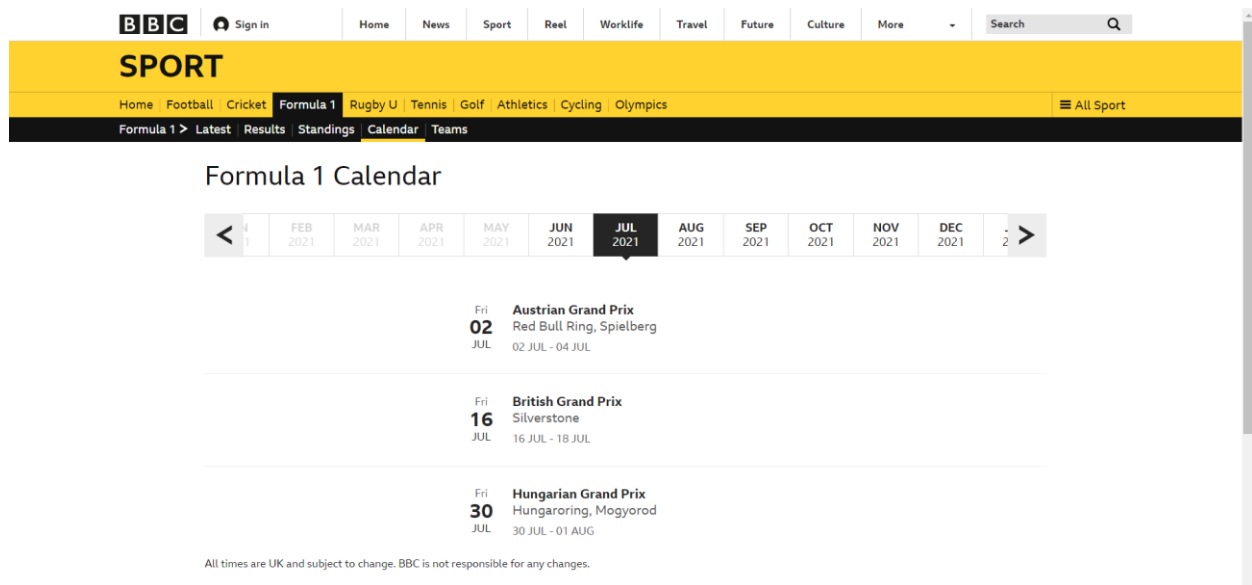 BBC Sign in Home News Sport Reel Worklife Travel Future Culture More Search
SPORT
Home Football Cricket Formula 1 Rugby U Tennis Golf Athletics Cycling Olympics All Sport
Formula 1 > Latest Results Standings Calendar Teams
Formula 1 Calendar
FEB MAR APR MAY JUN JUL AUG SEP OCT NOV DEC
2021 2021 2021 2021 2021 2021 2021 2021 2021 2021 2021
Fri
02
JUL
Austrian Grand Prix
Red Bull Ring, Spielberg
02 JUL - 04 JUL
Fri
16
JUL
British Grand Prix
Silverstone
16 JUL - 18 JUL
Fri
30
JUL
Hungarian Grand Prix
Hungaroring, Mogyorod
30 JUL - 01 AUG
All times are UK and subject to change. BBC is not responsible for any changes.